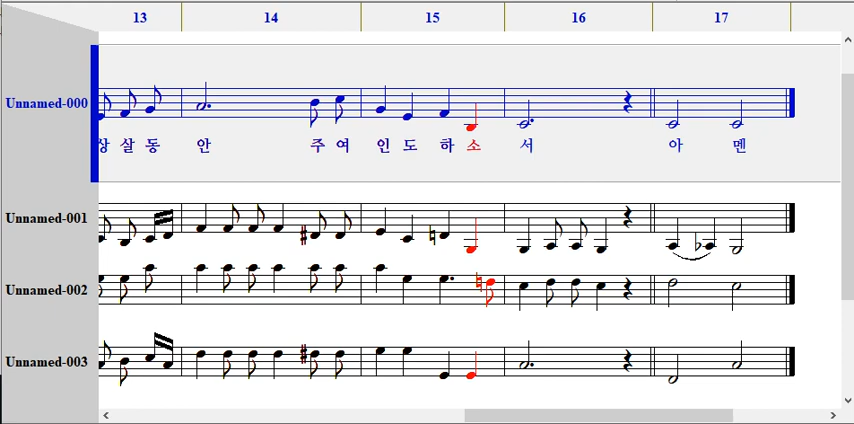 13 14 15 16 17
Unnamed-000
상 살 동 안 주 여 인 도 하 소 서 아 멘
Unnamed-001
Unnamed-002
Unnamed-003